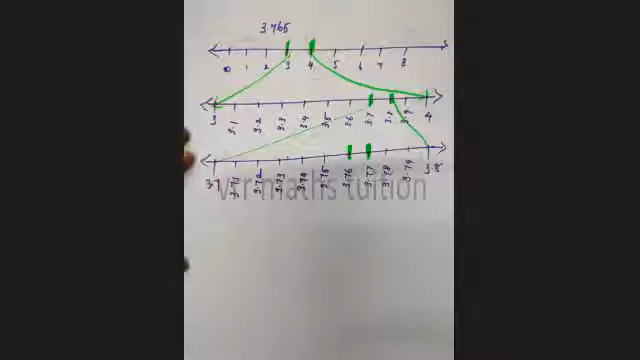 3.765
0 1 2 3 4 5 6 7 8
3 3.1 3.2 3.3 3.4 3.5 3.6 3.7 3.8 3.9 4
3.7 3.71 3.72 3.73 3.74 3.75 3.76 3.77 3.78 3.79 3.8
vrr maths tuition